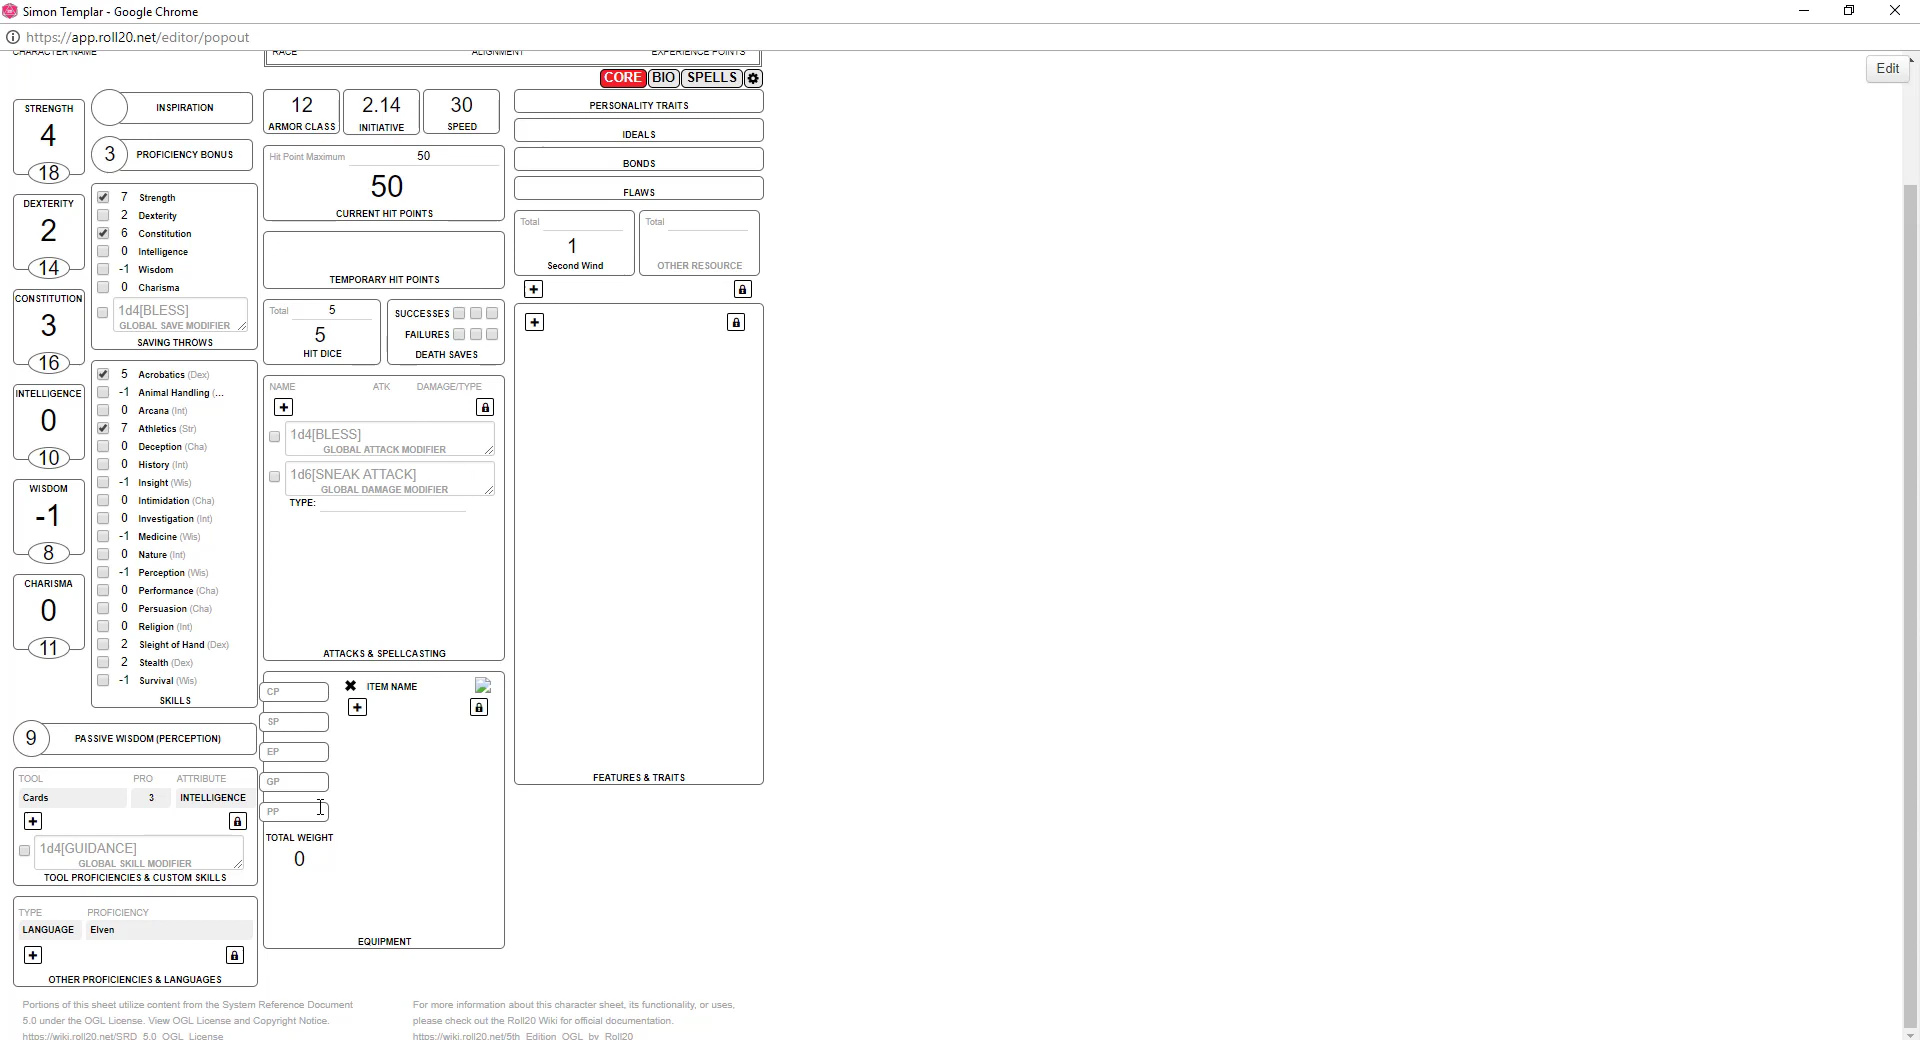 Simon Templar - Google Chrome
https://app.roll20.net/editor/popout
CHARACTER NAME
RACE ALIGNMENT EXPERIENCE POINTS
Edit
CORE BIO SPELLS
STRENGTH
4
18
DEXTERITY
2
14
CONSTITUTION
3
16
INTELLIGENCE
0
10
WISDOM
-1
8
CHARISMA
0
11
INSPIRATION
3 PROFICIENCY BONUS
7 Strength
2 Dexterity
6 Constitution
0 Intelligence
-1 Wisdom
0 Charisma
1d4[BLESS]
GLOBAL SAVE MODIFIER
SAVING THROWS
5 Acrobatics (Dex)
-1 Animal Handling (...
0 Arcana (Int)
7 Athletics (Str)
0 Deception (Cha)
0 History (Int)
-1 Insight (Wis)
0 Intimidation (Cha)
0 Investigation (Int)
-1 Medicine (Wis)
0 Nature (Int)
-1 Perception (Wis)
0 Performance (Cha)
0 Persuasion (Cha)
0 Religion (Int)
2 Sleight of Hand (Dex)
2 Stealth (Dex)
-1 Survival (Wis)
SKILLS
9 PASSIVE WISDOM (PERCEPTION)
TOOL PRO ATTRIBUTE
Cards 3 INTELLIGENCE
1d4[GUIDANCE]
GLOBAL SKILL MODIFIER
TOOL PROFICIENCIES & CUSTOM SKILLS
TYPE PROFICIENCY
LANGUAGE Elven
OTHER PROFICIENCIES & LANGUAGES
12 2.14 30
ARMOR CLASS INITIATIVE SPEED
Hit Point Maximum 50
50
CURRENT HIT POINTS
TEMPORARY HIT POINTS
Total 5
5
HIT DICE
SUCCESSES
FAILURES
DEATH SAVES
NAME ATK DAMAGE/TYPE
1d4[BLESS]
GLOBAL ATTACK MODIFIER
1d6[SNEAK ATTACK]
GLOBAL DAMAGE MODIFIER
TYPE:
ATTACKS & SPELLCASTING
CP
SP
EP
GP
PP
TOTAL WEIGHT
0
ITEM NAME
EQUIPMENT
PERSONALITY TRAITS
IDEALS
BONDS
FLAWS
Total
1
Second Wind
Total
OTHER RESOURCE
FEATURES & TRAITS
Portions of this sheet utilize content from the System Reference Document
5.0 under the OGL License. View OGL License and Copyright Notice.
https://wiki.roll20.net/SRD_5.0_OGL_License
For more information about this character sheet, its functionality, or uses,
please check out the Roll20 Wiki for official documentation.
https://wiki.roll20.net/5th_Edition_OGL_by_Roll20